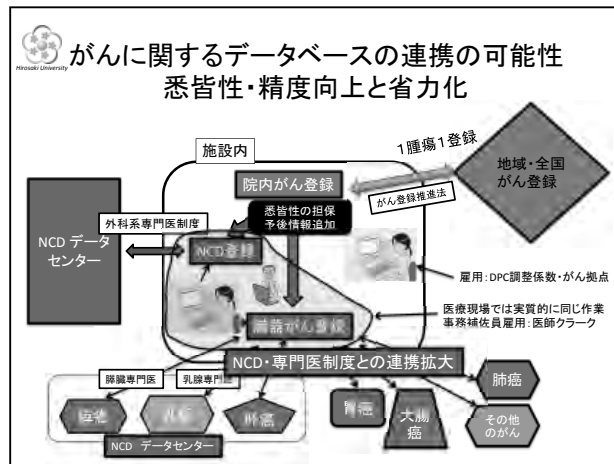 Hirosaki University
がんに関するデータベースの連携の可能性
悉皆性・精度向上と省力化
施設内
1腫瘍1登録
地域・全国
がん登録
院内がん登録
がん登録推進法
悉皆性の担保
予後情報追加
外科系専門医制度
NCD データ
センター
NCD登録
雇用：DPC調整係数・がん拠点
医療現場では実質的に同じ作業
事務補佐員雇用：医師クラーク
臓器がん登録
NCD・専門医制度との連携拡大
膵臓専門医
乳腺専門医
肺癌
膵癌
乳癌
肝癌
胃癌
大腸
癌
その他
のがん
NCD データセンター